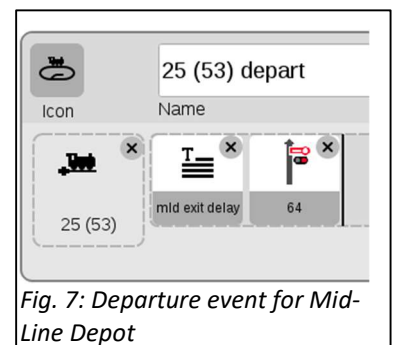 25 (53) depart
Icon
Name
25 (53)
T
mld exit delay
64
Fig. 7: Departure event for Mid-
Line Depot